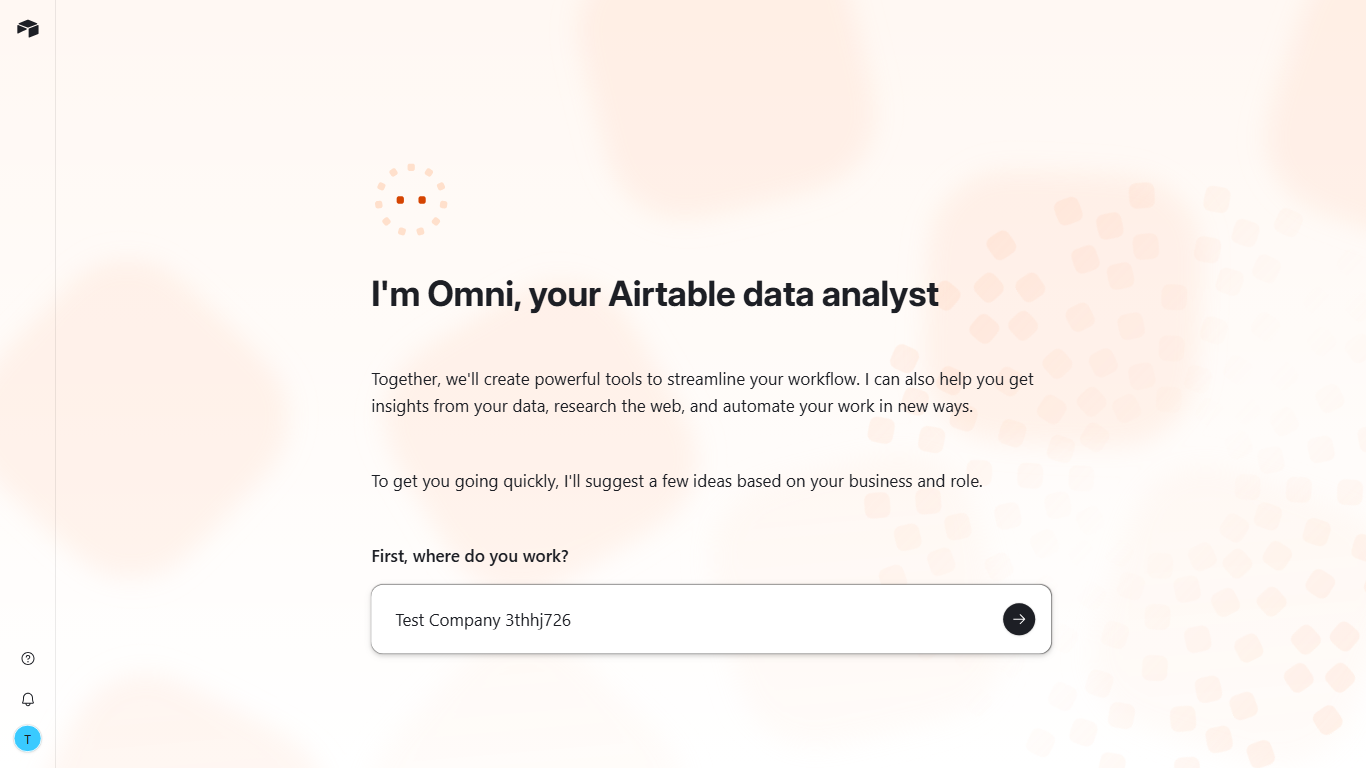 I'm Omni, your Airtable data analyst
Together, we'll create powerful tools to streamline your workflow. I can also help you get
insights from your data, research the web, and automate your work in new ways.
To get you going quickly, I'll suggest a few ideas based on your business and role.
First, where do you work?
Test Company 3thhj726
T